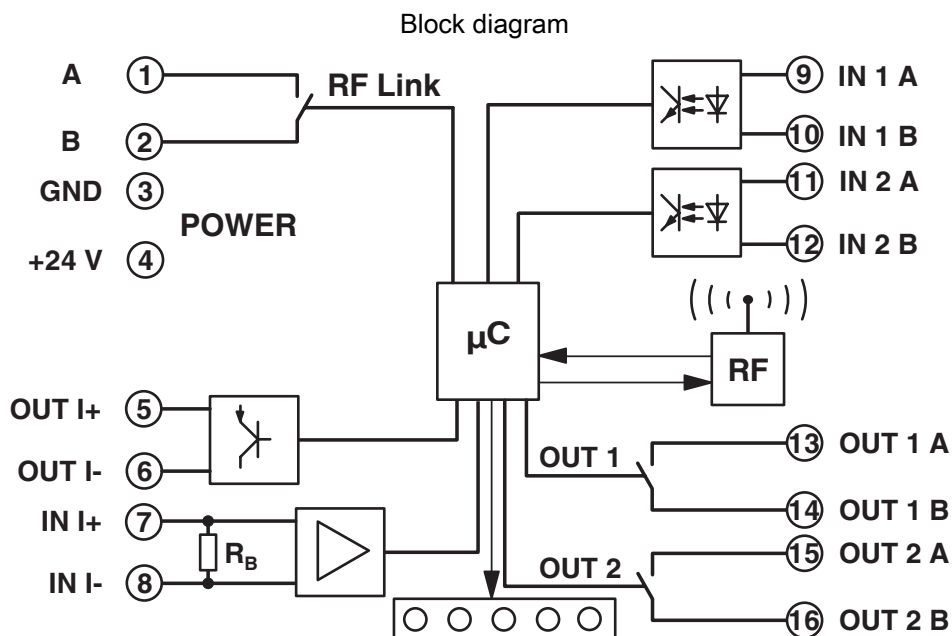 Block diagram
A 1
RF Link
B 2
GND 3
POWER
+24 V 4
9 IN 1 A
10 IN 1 B
11 IN 2 A
12 IN 2 B
µC
RF
OUT I+ 5
OUT I- 6
IN I+ 7
RB
IN I- 8
OUT 1
13 OUT 1 A
14 OUT 1 B
OUT 2
15 OUT 2 A
16 OUT 2 B